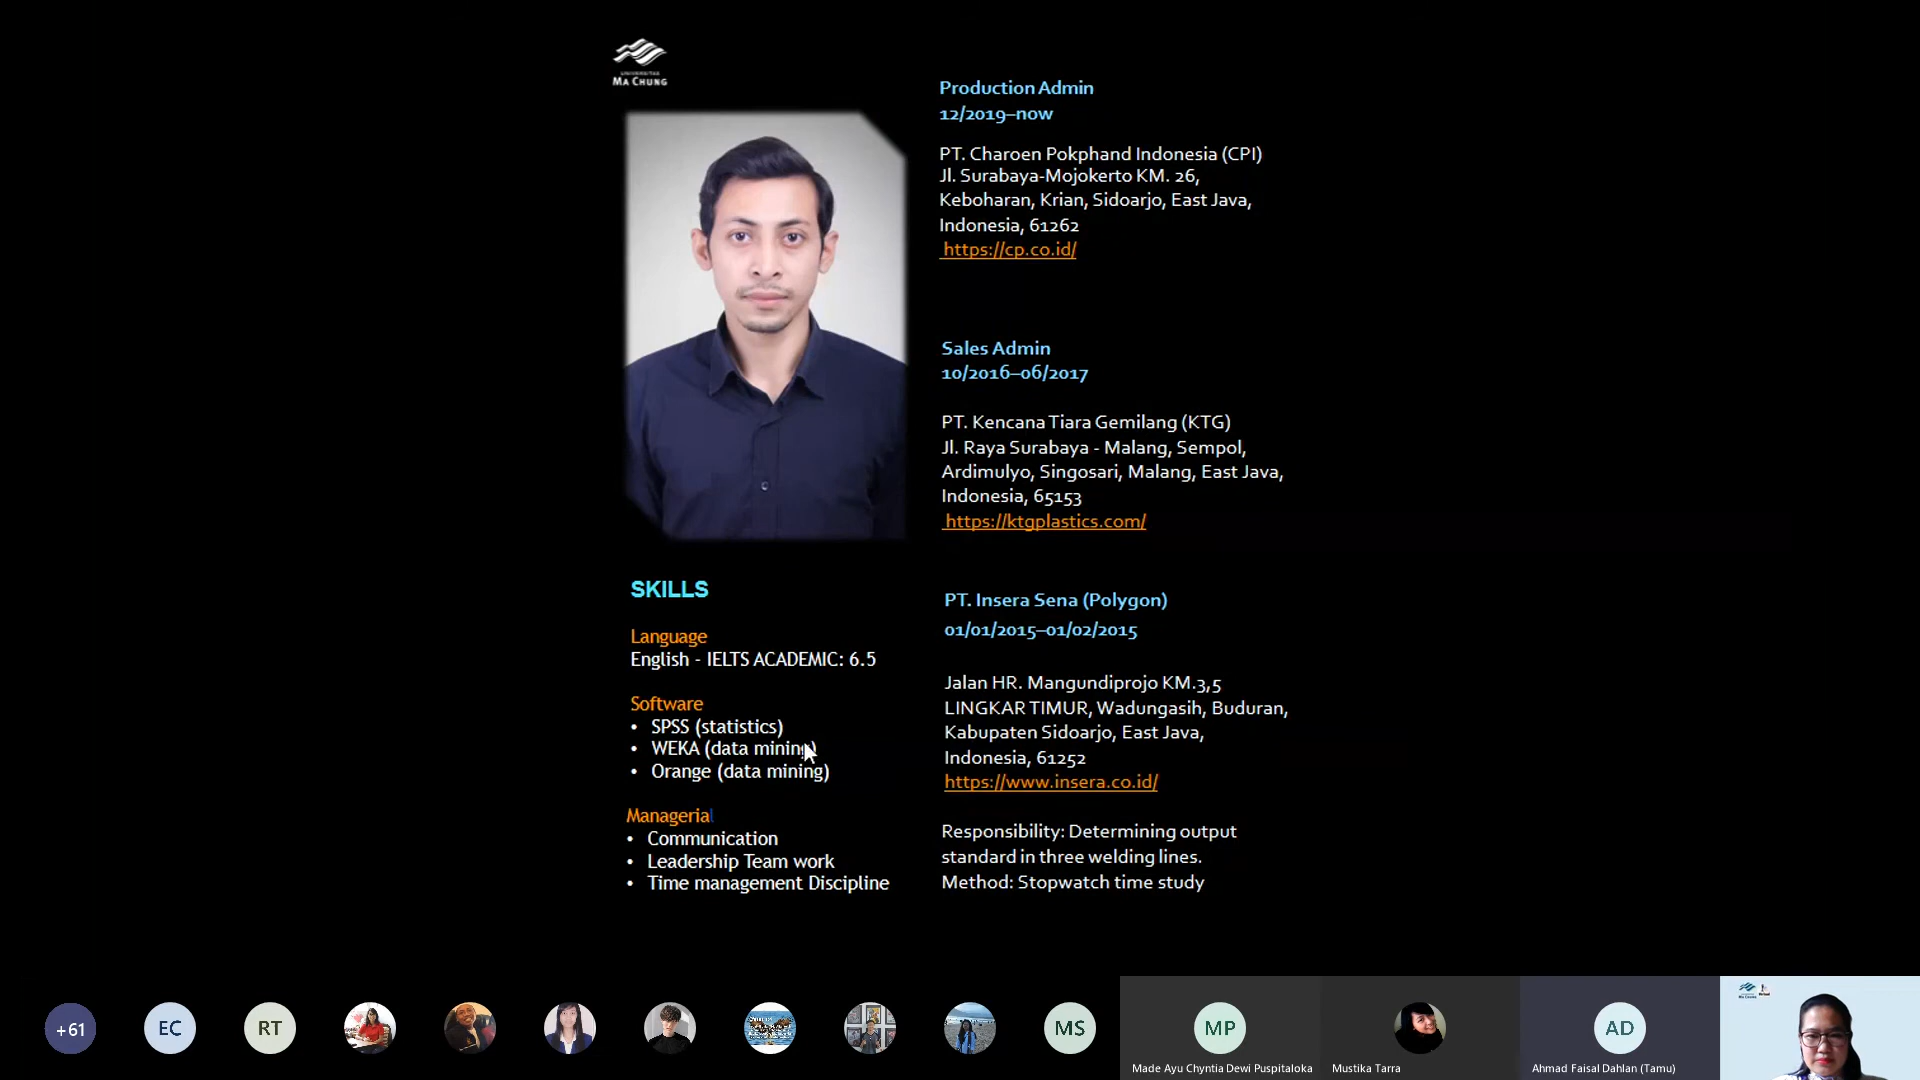 UNIVERSITAS
MA CHUNG
Production Admin
12/2019–now
PT. Charoen Pokphand Indonesia (CPI)
Jl. Surabaya-Mojokerto KM. 26,
Keboharan, Krian, Sidoarjo, East Java,
Indonesia, 61262
https://cp.co.id/
Sales Admin
10/2016–06/2017
PT. Kencana Tiara Gemilang (KTG)
Jl. Raya Surabaya - Malang, Sempol,
Ardimulyo, Singosari, Malang, East Java,
Indonesia, 65153
https://ktgplastics.com/
SKILLS
Language
English - IELTS ACADEMIC: 6.5
Software
• SPSS (statistics)
• WEKA (data mining)
• Orange (data mining)
Managerial
• Communication
• Leadership Team work
• Time management Discipline
PT. Insera Sena (Polygon)
01/01/2015–01/02/2015
Jalan HR. Mangundiprojo KM.3,5
LINGKAR TIMUR, Wadungasih, Buduran,
Kabupaten Sidoarjo, East Java,
Indonesia, 61252
https://www.insera.co.id/
Responsibility: Determining output
standard in three welding lines.
Method: Stopwatch time study
+61
EC
RT
MS
MP
Made Ayu Chyntia Dewi Puspitaloka
Mustika Tarra
AD
Ahmad Faisal Dahlan (Tamu)